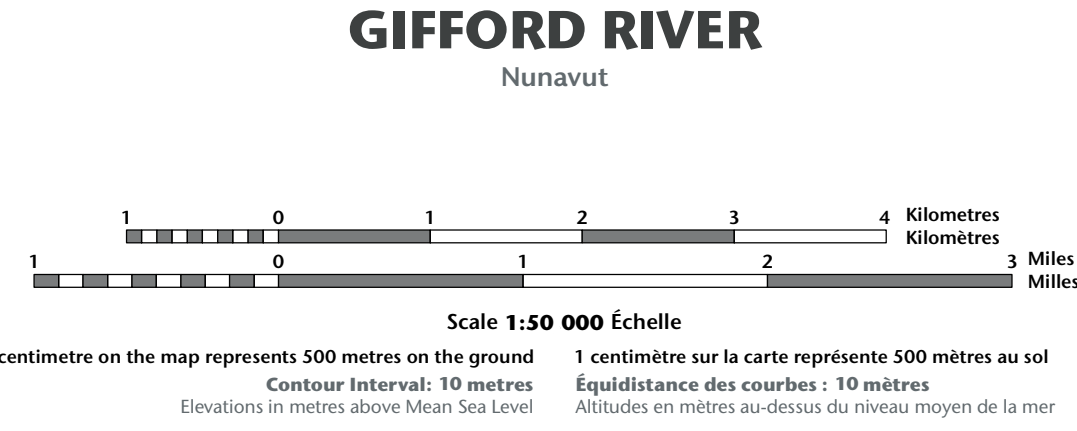 GIFFORD RIVER
Nunavut
1 0 1 2 3 4 Kilometres
Kilomètres
1 0 1 2 3 Miles
Milles
Scale 1:50 000 Échelle
centimetre on the map represents 500 metres on the ground
1 centimètre sur la carte représente 500 mètres au sol
Contour Interval: 10 metres
Équidistance des courbes : 10 mètres
Elevations in metres above Mean Sea Level
Altitudes en mètres au-dessus du niveau moyen de la mer